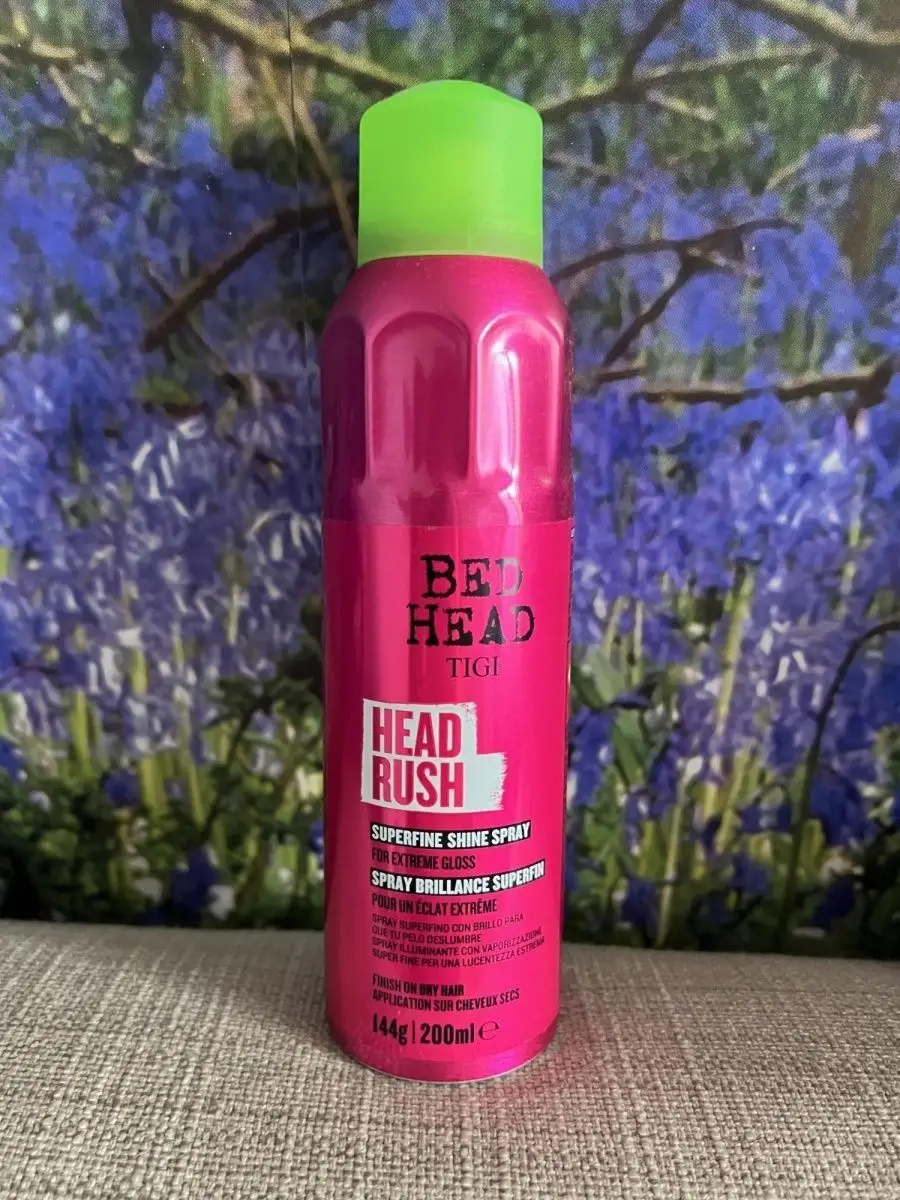 BED
HEAD
TIGI
HEAD
RUSH
SUPERFINE SHINE SPRAY
FOR EXTREME GLOSS
SPRAY BRILLANCE SUPERFIN
POUR UN ÉCLAT EXTRÊME
SPRAY SUPERFINO CON BRILLO PARA
QUE TU PELO DESLUMBRE
SPRAY ILLUMINANTE CON VAPORIZZAZIONE
SUPER FINE PER UNA LUCENTEZZA ESTREMA
FINISH ON DRY HAIR
APPLICATION SUR CHEVEUX SECS
144g | 200ml ℮